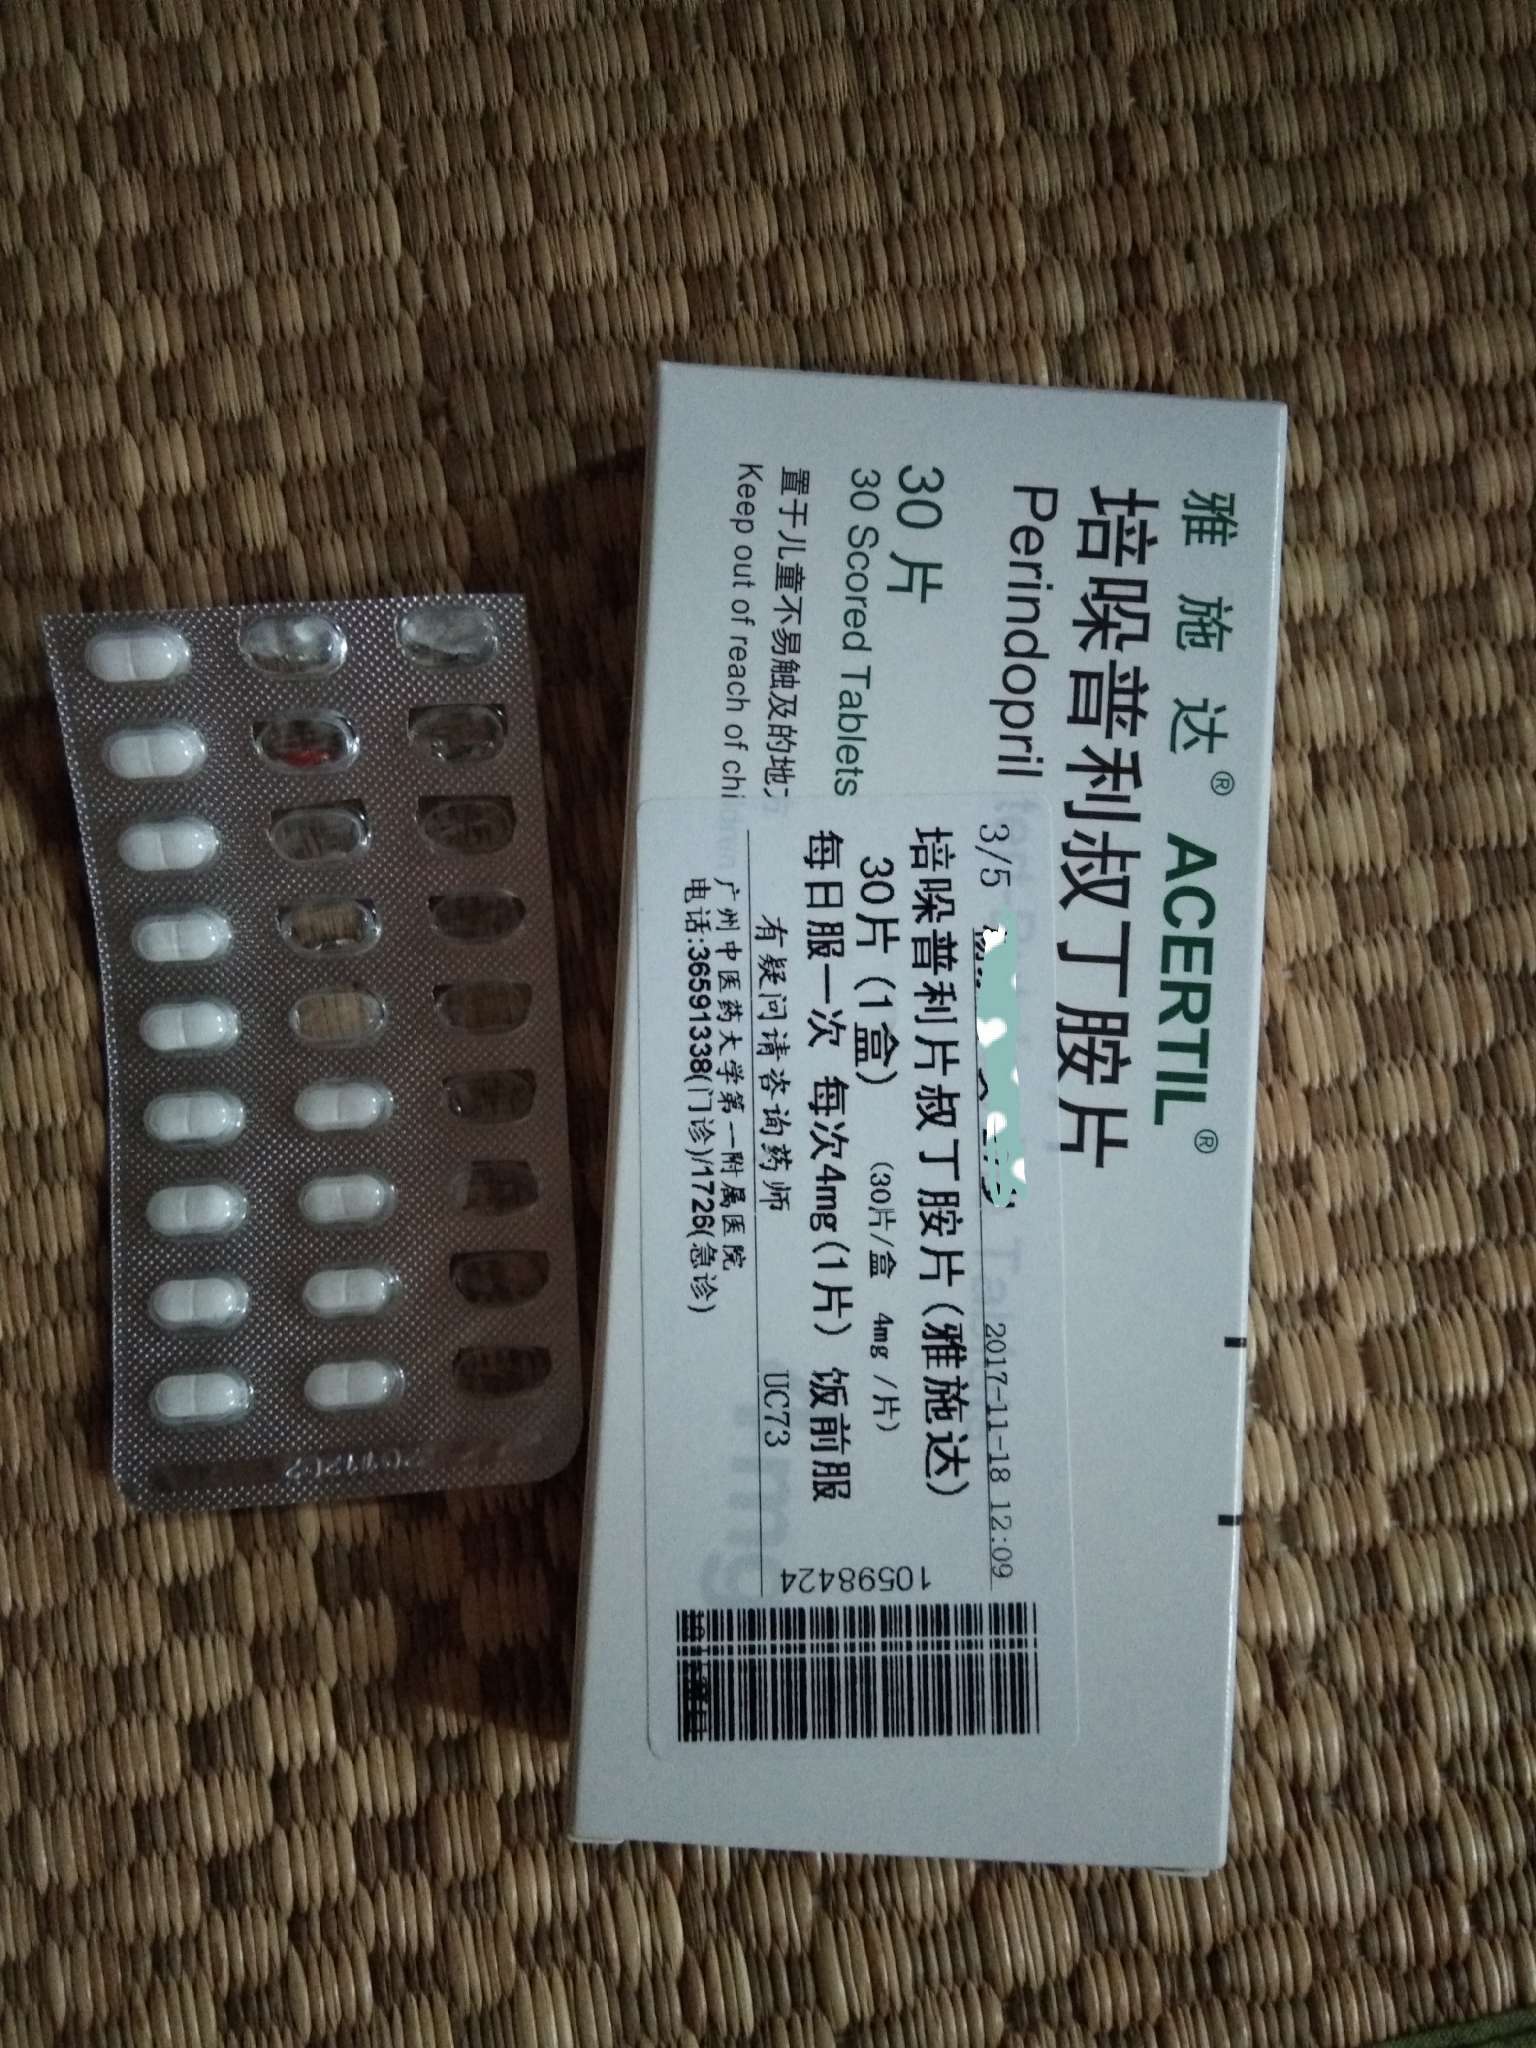 雅施达® ACERTIL®
培哚普利叔丁胺片
Perindopril
30片
30 Scored Tablets
置于儿童不易触及的地方
Keep out of reach of children
3/5 2017-11-18 12:09
培哚普利片叔丁胺片(雅施达)
30片(1盒) (30片/盒 4mg /片)
每日服一次 每次4mg(1片) 饭前服
有疑问请咨询药师 UC73
广州中医药大学第一附属医院
电话:36591338(门诊)/1726(急诊)
10598424